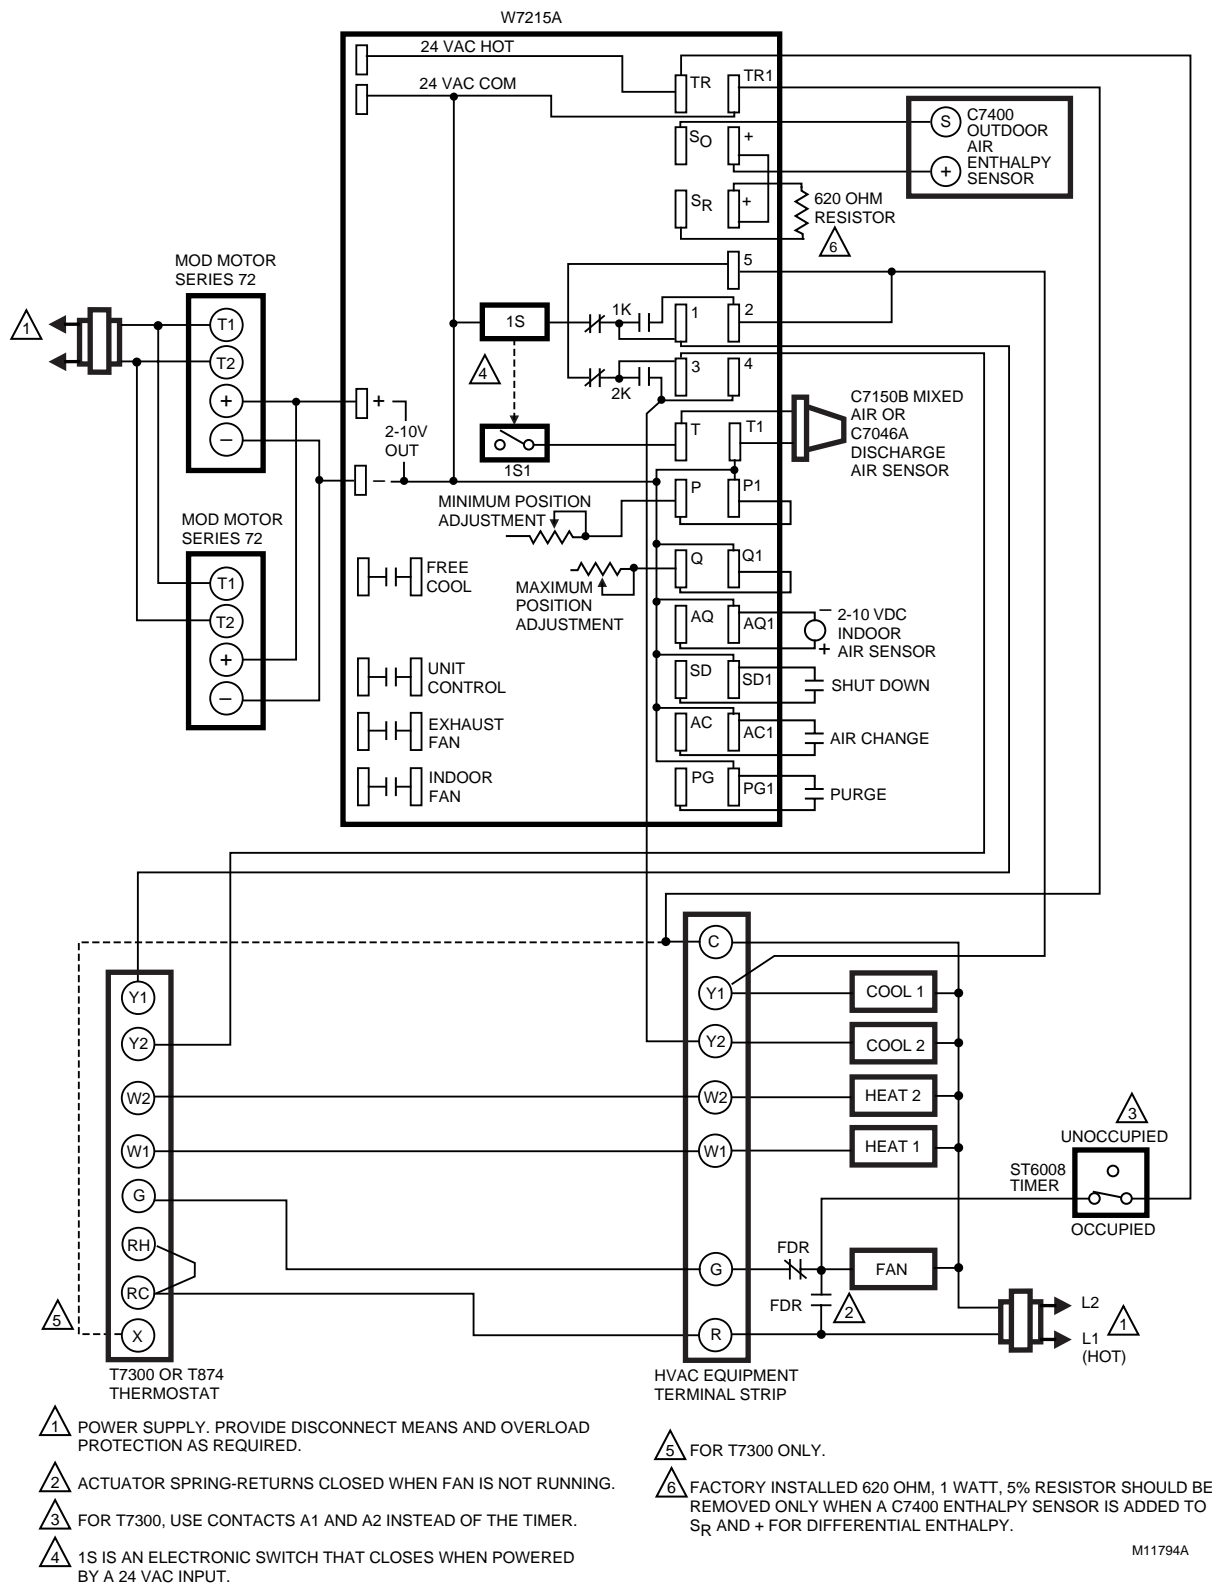 W7215A
24 VAC HOT
24 VAC COM
TR
TR1
SO
+
SR
+
S
C7400
OUTDOOR
AIR
ENTHALPY
SENSOR
+
620 OHM
RESISTOR
6
5
MOD MOTOR
SERIES 72
1
T1
T2
+
−
1S
1K
1
2
4
2K
3
4
+
2-10V
OUT
−
1S1
T
T1
C7150B MIXED
AIR OR
C7046A
DISCHARGE
AIR SENSOR
MINIMUM POSITION
ADJUSTMENT
P
P1
MOD MOTOR
SERIES 72
T1
T2
+
−
FREE
COOL
MAXIMUM
POSITION
ADJUSTMENT
Q
Q1
AQ
AQ1
−
2-10 VDC
INDOOR
+ AIR SENSOR
UNIT
CONTROL
SD
SD1
SHUT DOWN
EXHAUST
FAN
AC
AC1
AIR CHANGE
INDOOR
FAN
PG
PG1
PURGE
C
Y1
COOL 1
Y2
COOL 2
W2
HEAT 2
W1
HEAT 1
G
FDR
FAN
FDR
2
R
HVAC EQUIPMENT
TERMINAL STRIP
Y1
Y2
W2
W1
G
RH
RC
X
5
T7300 OR T874
THERMOSTAT
3
UNOCCUPIED
ST6008
TIMER
OCCUPIED
L2
1
L1
(HOT)
1 POWER SUPPLY. PROVIDE DISCONNECT MEANS AND OVERLOAD
PROTECTION AS REQUIRED.
2 ACTUATOR SPRING-RETURNS CLOSED WHEN FAN IS NOT RUNNING.
3 FOR T7300, USE CONTACTS A1 AND A2 INSTEAD OF THE TIMER.
4 1S IS AN ELECTRONIC SWITCH THAT CLOSES WHEN POWERED
BY A 24 VAC INPUT.
5 FOR T7300 ONLY.
6 FACTORY INSTALLED 620 OHM, 1 WATT, 5% RESISTOR SHOULD BE
REMOVED ONLY WHEN A C7400 ENTHALPY SENSOR IS ADDED TO
SR AND + FOR DIFFERENTIAL ENTHALPY.
M11794A